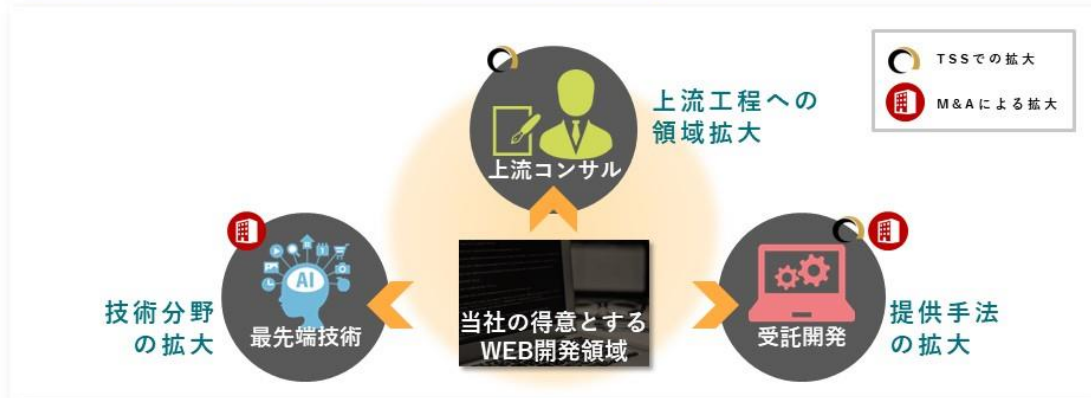 TSSでの拡大
M&Aによる拡大
上流工程への
領域拡大
上流コンサル
技術分野
の拡大
AI
最先端技術
当社の得意とする
WEB開発領域
受託開発
提供手法
の拡大